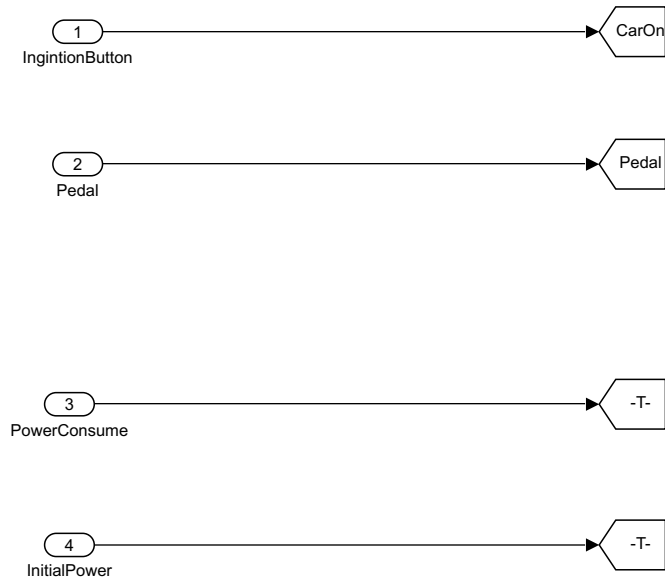 1
CarOn
IngintionButton
2
Pedal
Pedal
3
-T-
PowerConsume
4
-T-
InitialPower